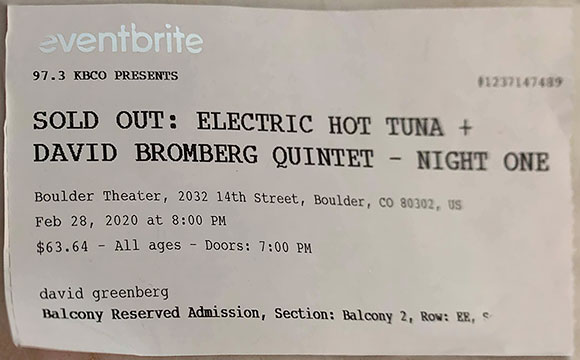 eventbrite
97.3 KBCO PRESENTS
#1237147489
SOLD OUT: ELECTRIC HOT TUNA +
DAVID BROMBERG QUINTET - NIGHT ONE
Boulder Theater, 2032 14th Street, Boulder, CO 80302, US
Feb 28, 2020 at 8:00 PM
$63.64 - All ages - Doors: 7:00 PM
david greenberg
Balcony Reserved Admission, Section: Balcony 2, Row: EE,